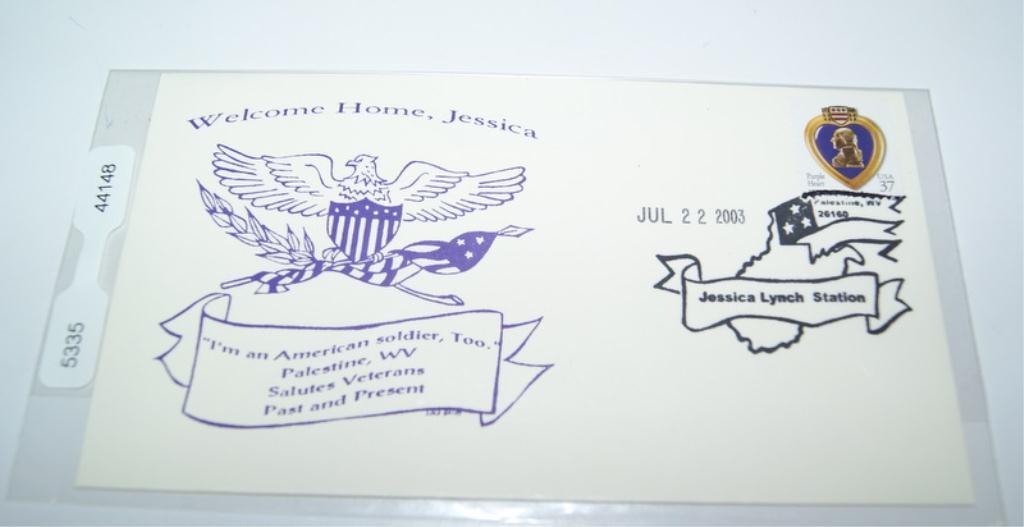 Welcome Home, Jessica
"I'm an American soldier, Too."
Palestine, WV
Salutes Veterans
Past and Present
JUL 22 2003
Purple
Heart
USA
37
Palestine, WV
26160
Jessica Lynch Station
44148
5335